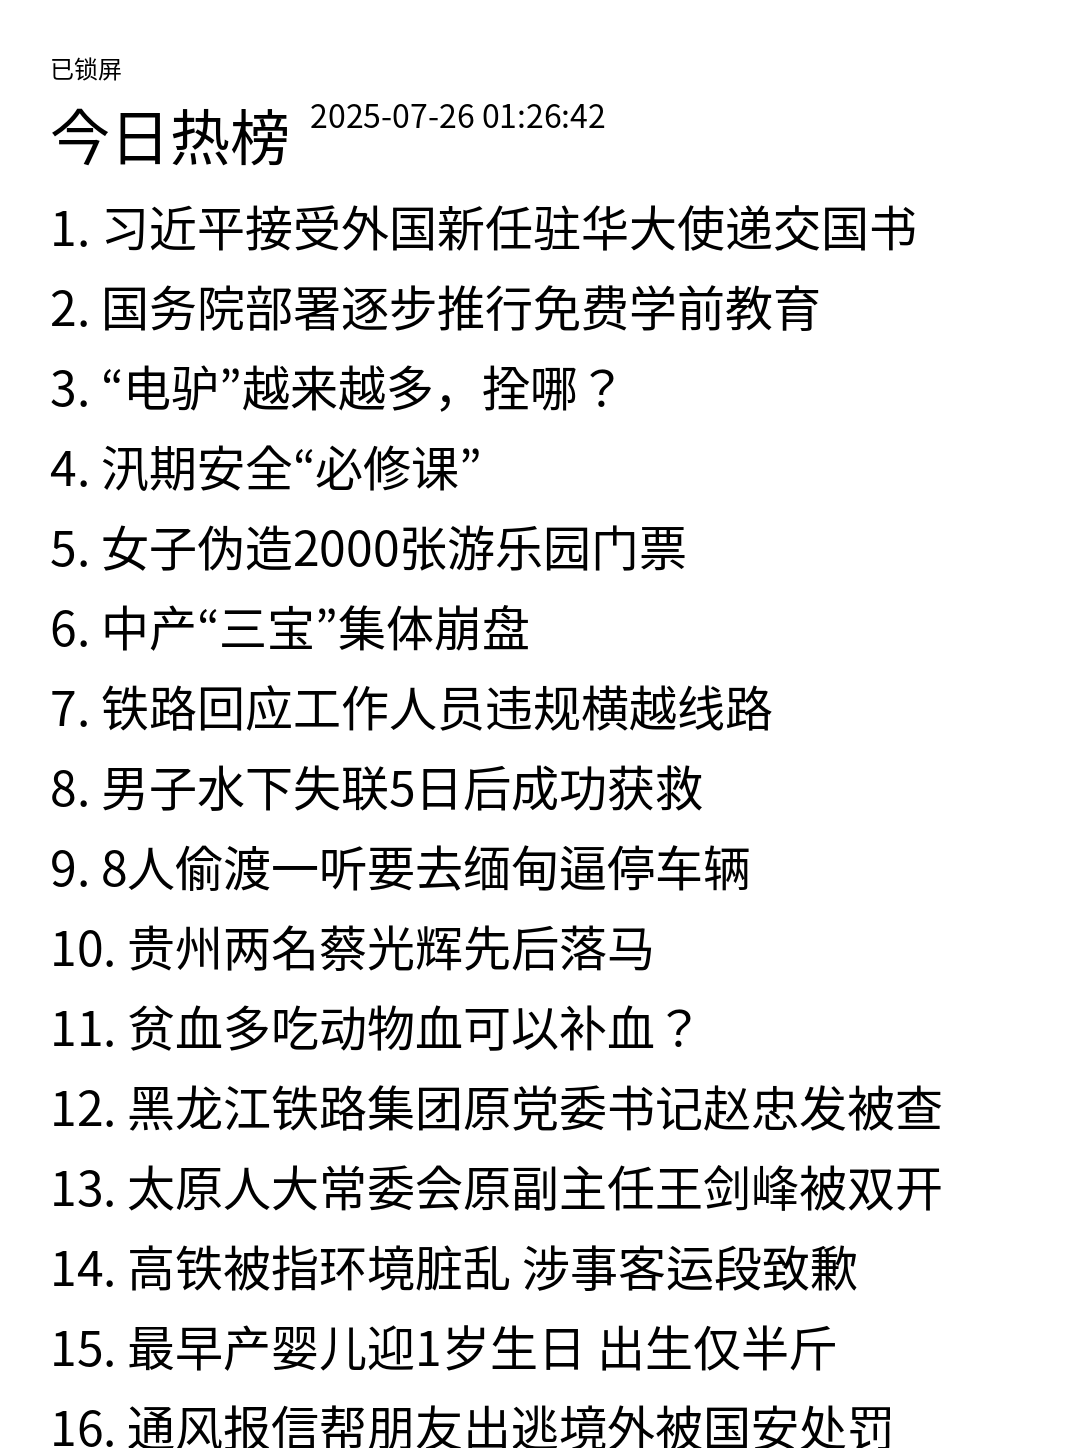 已锁屏
今日热榜 2025-07-26 01:26:42
1. 习近平接受外国新任驻华大使递交国书
2. 国务院部署逐步推行免费学前教育
3. “电驴”越来越多，拴哪？
4. 汛期安全“必修课”
5. 女子伪造2000张游乐园门票
6. 中产“三宝”集体崩盘
7. 铁路回应工作人员违规横越线路
8. 男子水下失联5日后成功获救
9. 8人偷渡一听要去缅甸逼停车辆
10. 贵州两名蔡光辉先后落马
11. 贫血多吃动物血可以补血？
12. 黑龙江铁路集团原党委书记赵忠发被查
13. 太原人大常委会原副主任王剑峰被双开
14. 高铁被指环境脏乱 涉事客运段致歉
15. 最早产婴儿迎1岁生日 出生仅半斤
16. 通风报信帮朋友出逃境外被国安处罚